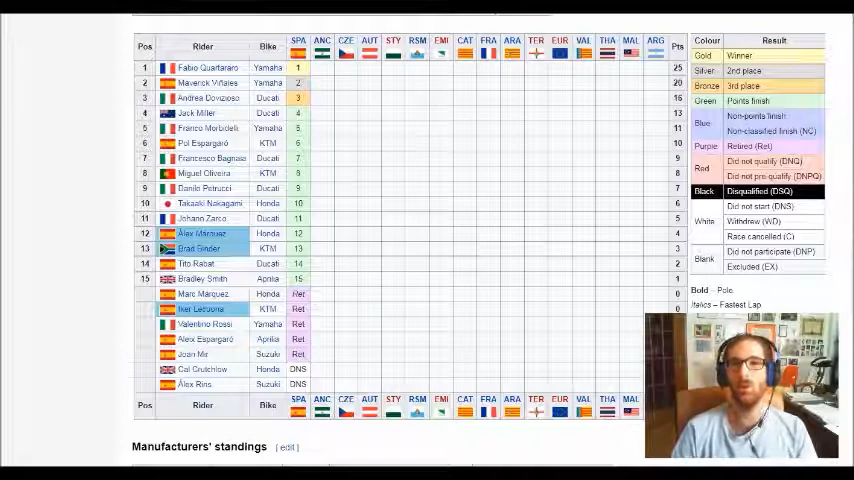 Pos Rider Bike SPA ANC CZE AUT STY RSM EMI CAT FRA ARA TER EUR VAL THA MAL ARG Pts
1 Fabio Quartararo Yamaha 1 25
2 Maverick Viñales Yamaha 2 20
3 Andrea Dovizioso Ducati 3 16
4 Jack Miller Ducati 4 13
5 Franco Morbidelli Yamaha 5 11
6 Pol Espargaró KTM 6 10
7 Francesco Bagnaia Ducati 7 9
8 Miguel Oliveira KTM 8 8
9 Danilo Petrucci Ducati 9 7
10 Takaaki Nakagami Honda 10 6
11 Johann Zarco Ducati 11 5
12 Álex Márquez Honda 12 4
13 Brad Binder KTM 13 3
14 Tito Rabat Ducati 14 2
15 Bradley Smith Aprilia 15 1
Marc Márquez Honda Ret 0
Iker Lecuona KTM Ret 0
Valentino Rossi Yamaha Ret
Aleix Espargaró Aprilia Ret
Joan Mir Suzuki Ret
Cal Crutchlow Honda DNS
Álex Rins Suzuki DNS
Pos Rider Bike SPA ANC CZE AUT STY RSM EMI CAT FRA ARA TER EUR VAL THA MAL
Colour Result
Gold Winner
Silver 2nd place
Bronze 3rd place
Green Points finish
Blue Non-points finish
Non-classified finish (NC)
Purple Retired (Ret)
Red Did not qualify (DNQ)
Did not pre-qualify (DNPQ)
Black Disqualified (DSQ)
White Did not start (DNS)
Withdrew (WD)
Race cancelled (C)
Blank Did not participate (DNP)
Excluded (EX)
Bold – Pole
Italics – Fastest Lap
Manufacturers' standings [ edit ]